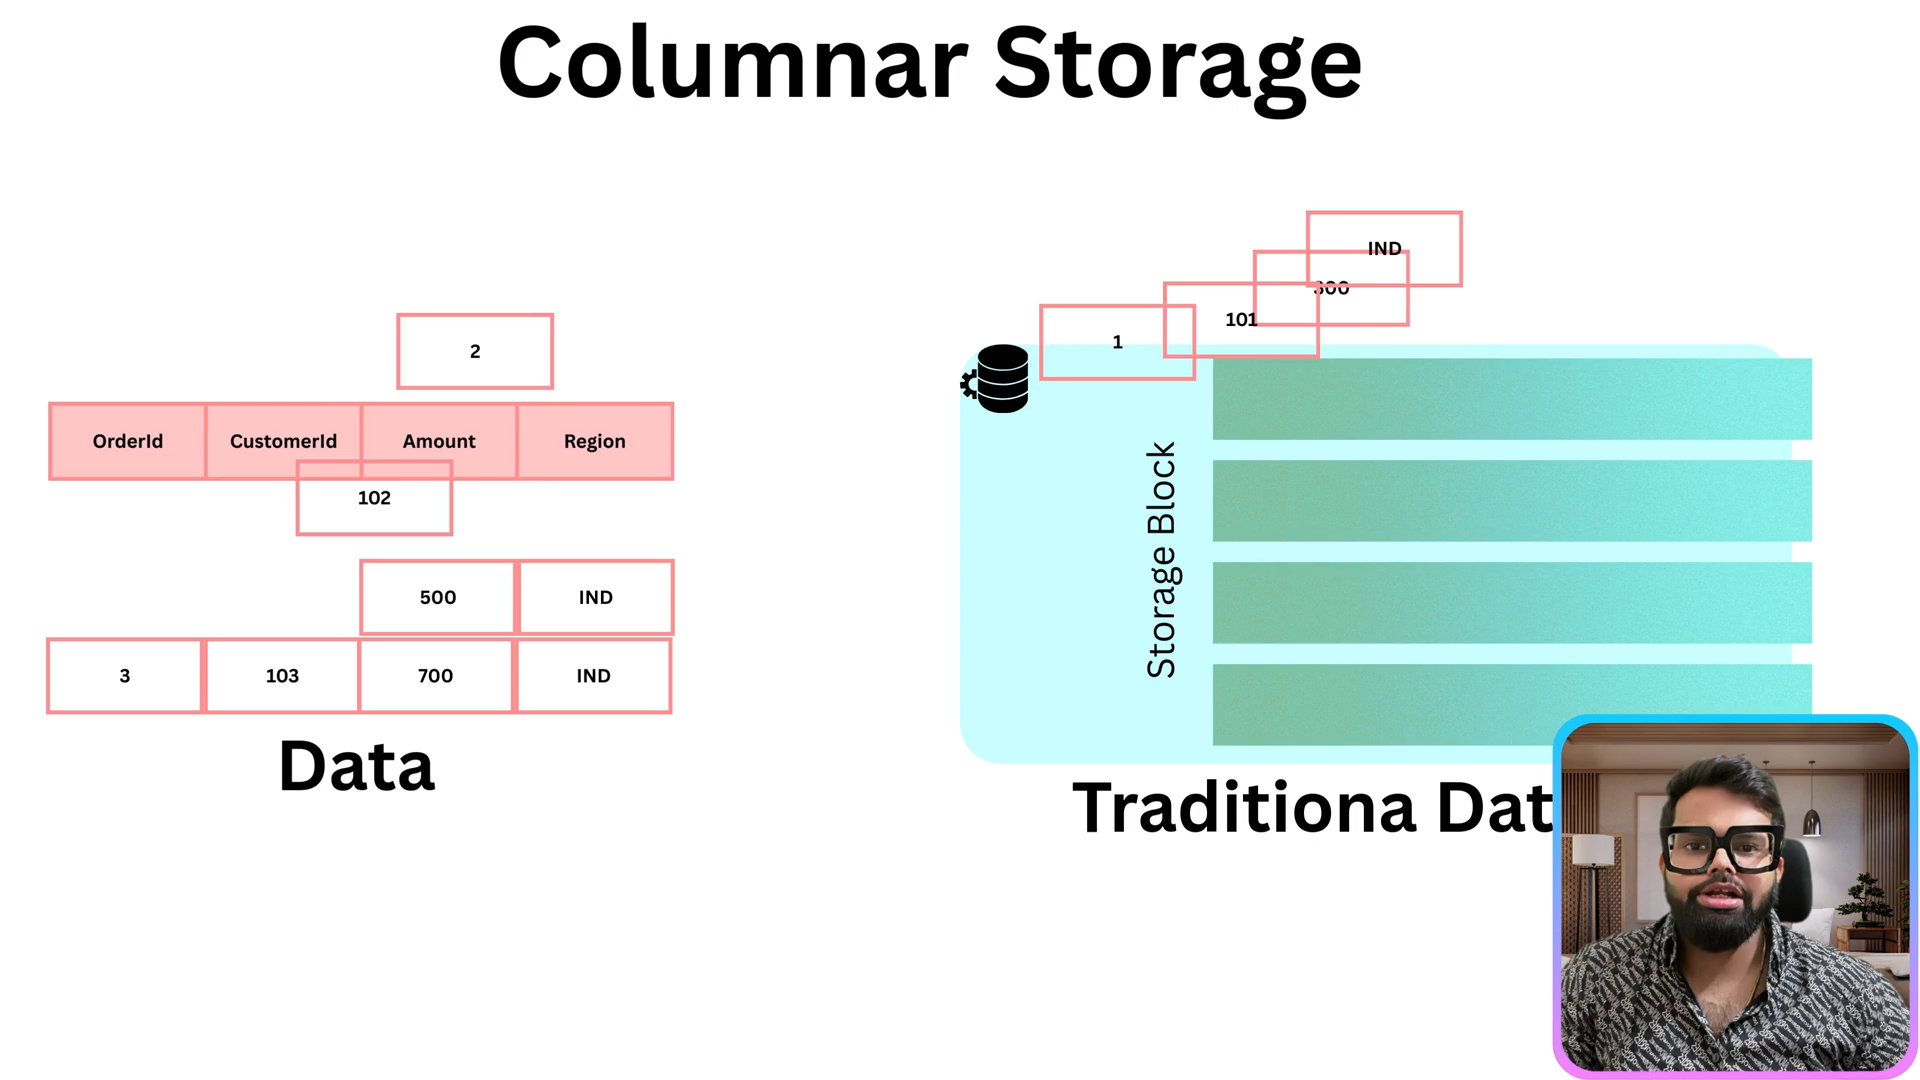 Columnar Storage
2
OrderId CustomerId Amount Region
102
500 IND
3 103 700 IND
Data
IND
300
101
1
Storage Block
Traditiona Dat